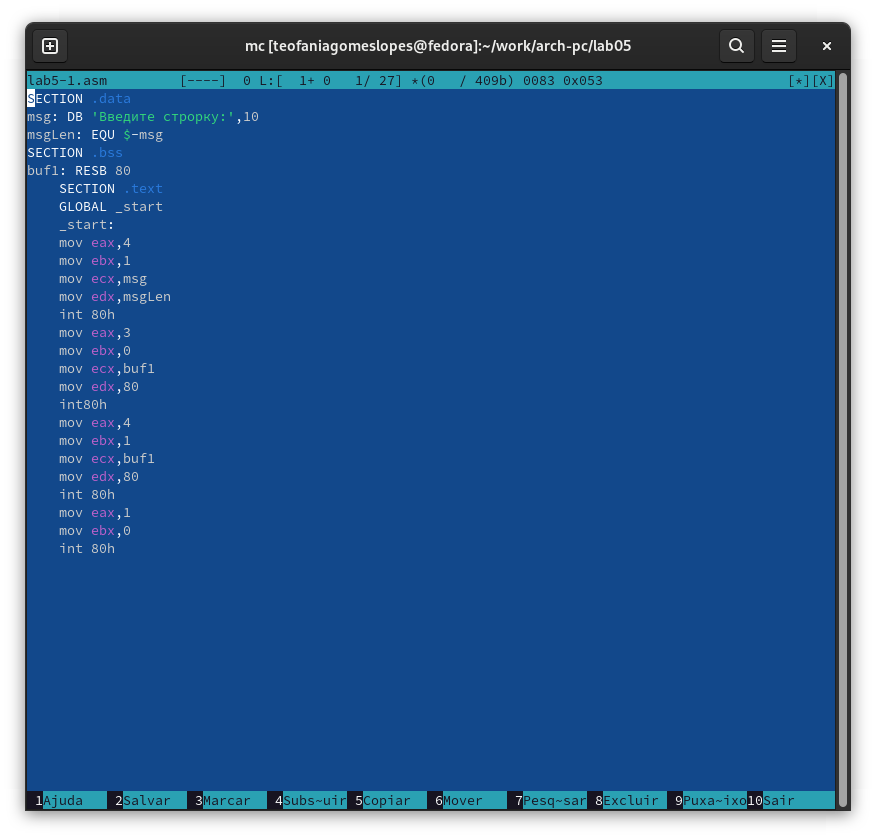 mc [teofaniagomeslopes@fedora]:~/work/arch-pc/lab05
lab5-1.asm [----] 0 L:[ 1+ 0 1/ 27] *(0 / 409b) 0083 0x053 [*][X]
SECTION .data
msg: DB 'Введите строрку:',10
msgLen: EQU $-msg
SECTION .bss
buf1: RESB 80
SECTION .text
GLOBAL _start
_start:
mov eax,4
mov ebx,1
mov ecx,msg
mov edx,msgLen
int 80h
mov eax,3
mov ebx,0
mov ecx,buf1
mov edx,80
int80h
mov eax,4
mov ebx,1
mov ecx,buf1
mov edx,80
int 80h
mov eax,1
mov ebx,0
int 80h
1Ajuda 2Salvar 3Marcar 4Subs~uir 5Copiar 6Mover 7Pesq~sar 8Excluir 9Puxa~ixo 10Sair